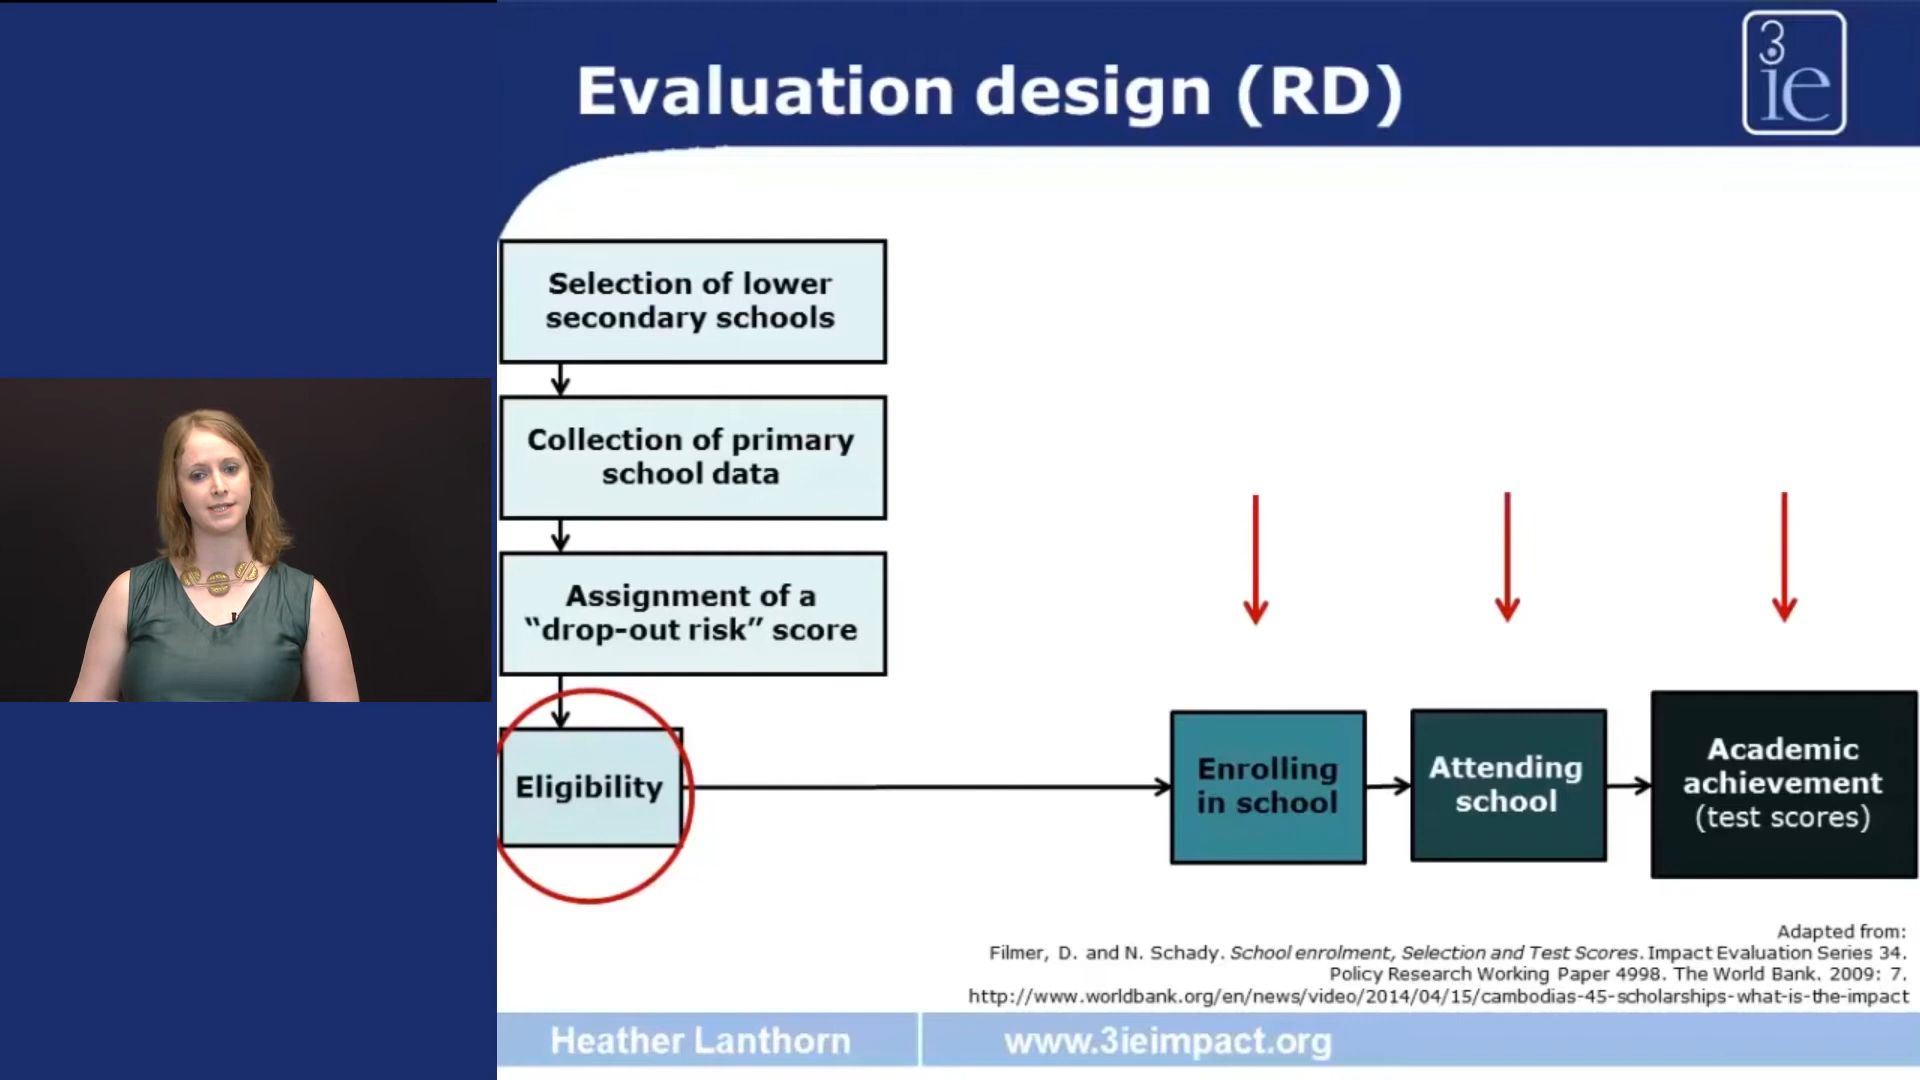 Evaluation design (RD)
3
ie
Selection of lower
secondary schools
Collection of primary
school data
Assignment of a
“drop-out risk” score
Eligibility
Enrolling
in school
Attending
school
Academic
achievement
(test scores)
Adapted from:
Filmer, D. and N. Schady. School enrolment, Selection and Test Scores. Impact Evaluation Series 34.
Policy Research Working Paper 4998. The World Bank. 2009: 7.
http://www.worldbank.org/en/news/video/2014/04/15/cambodias-45-scholarships-what-is-the-impact
Heather Lanthorn
www.3ieimpact.org